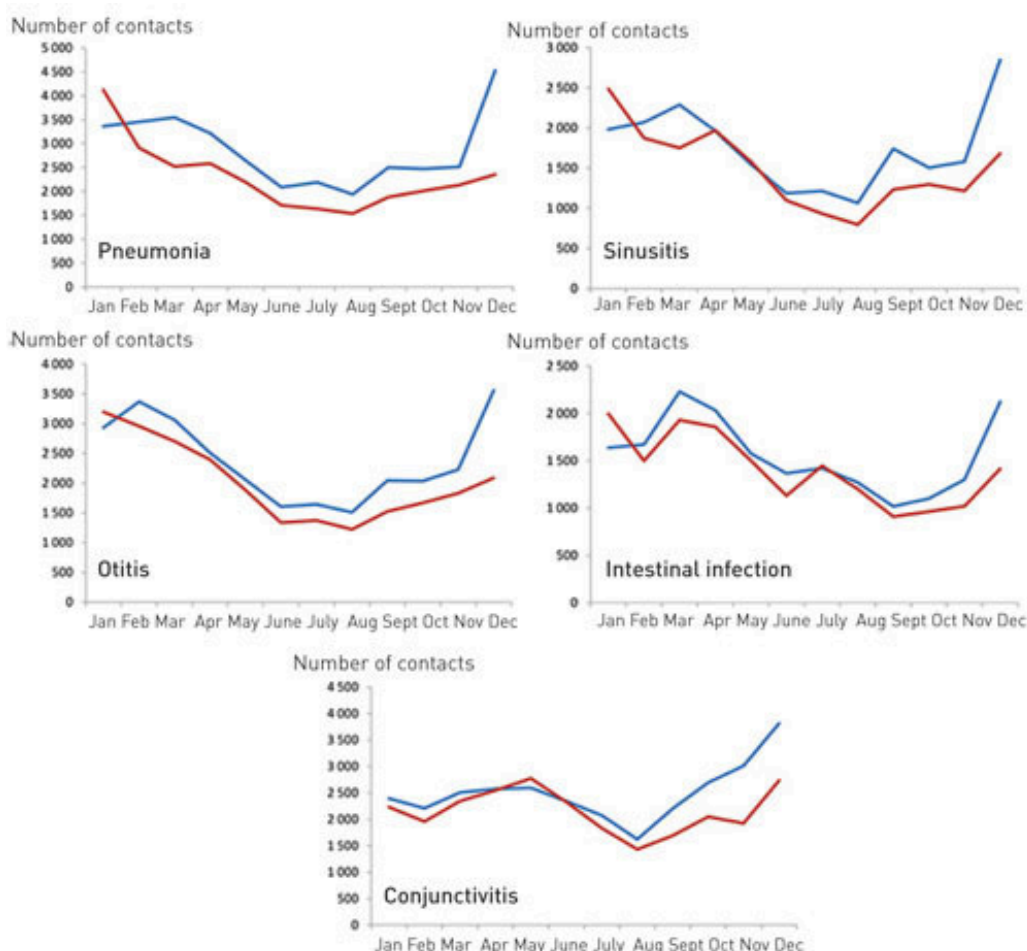 Number of contacts
5 000
4 500
4 000
3 500
3 000
2 500
2 000
1 500
1 000
500
0
Pneumonia
Jan Feb Mar Apr May June July Aug Sept Oct Nov Dec
Number of contacts
3 000
2 500
2 000
1 500
1 000
500
0
Sinusitis
Jan Feb Mar Apr May June July Aug Sept Oct Nov Dec
Number of contacts
4 000
3 500
3 000
2 500
2 000
1 500
1 000
500
0
Otitis
Jan Feb Mar Apr May June July Aug Sept Oct Nov Dec
Number of contacts
2 500
2 000
1 500
1 000
500
0
Intestinal infection
Jan Feb Mar Apr May June July Aug Sept Oct Nov Dec
Number of contacts
4 500
4 000
3 500
3 000
2 500
2 000
1 500
1 000
500
0
Conjunctivitis
Jan Feb Mar Apr May June July Aug Sept Oct Nov Dec